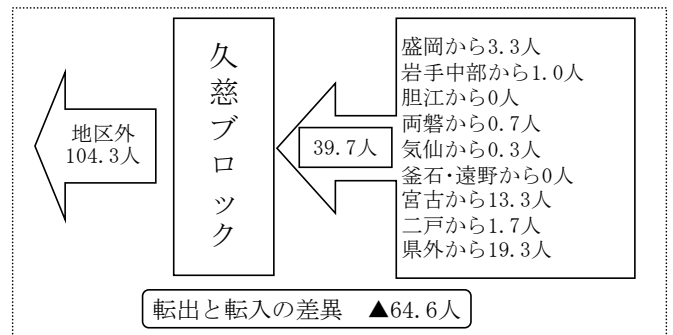 地区外
104.3人
久慈ブロック
39.7人
盛岡から3.3人
岩手中部から1.0人
胆江から0人
両磐から0.7人
気仙から0.3人
釜石・遠野から0人
宮古から13.3人
二戸から1.7人
県外から19.3人
転出と転入の差異　▲64.6人